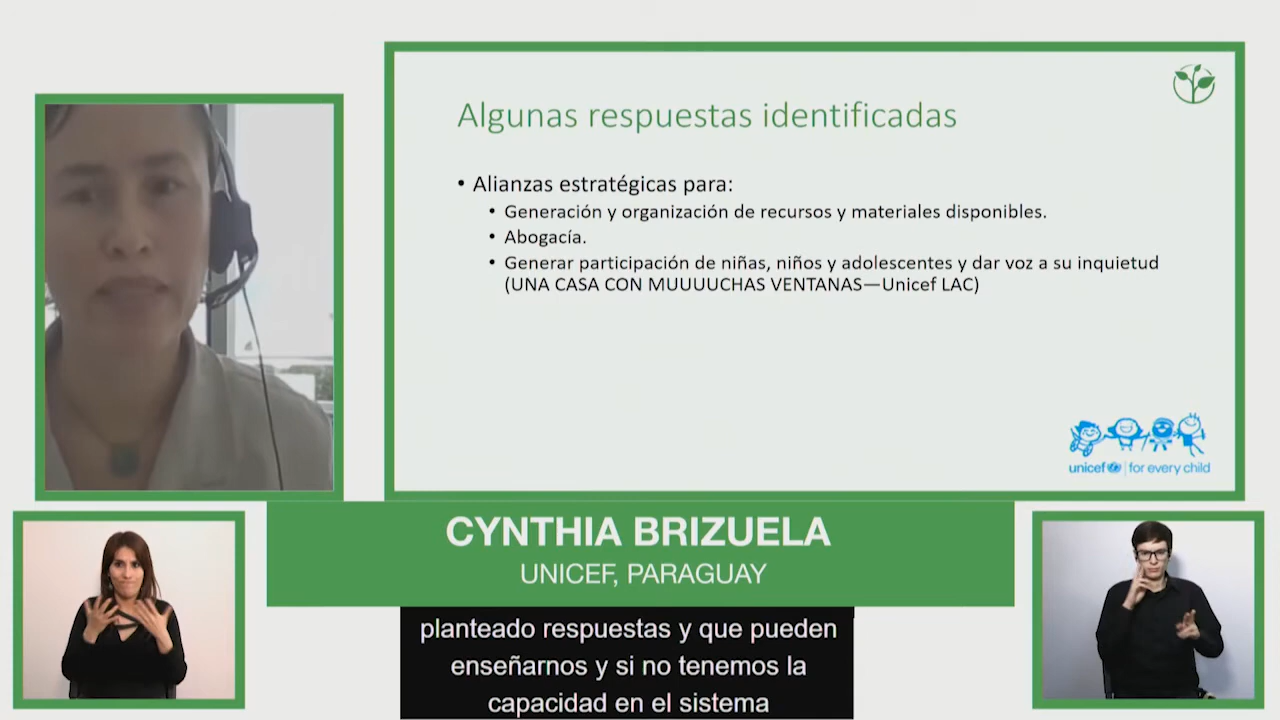 Algunas respuestas identificadas
• Alianzas estratégicas para:
• Generación y organización de recursos y materiales disponibles.
• Abogacía.
• Generar participación de niñas, niños y adolescentes y dar voz a su inquietud
(UNA CASA CON MUUUUCHAS VENTANAS—Unicef LAC)
unicef | for every child
CYNTHIA BRIZUELA
UNICEF, PARAGUAY
planteado respuestas y que pueden
enseñarnos y si no tenemos la
capacidad en el sistema